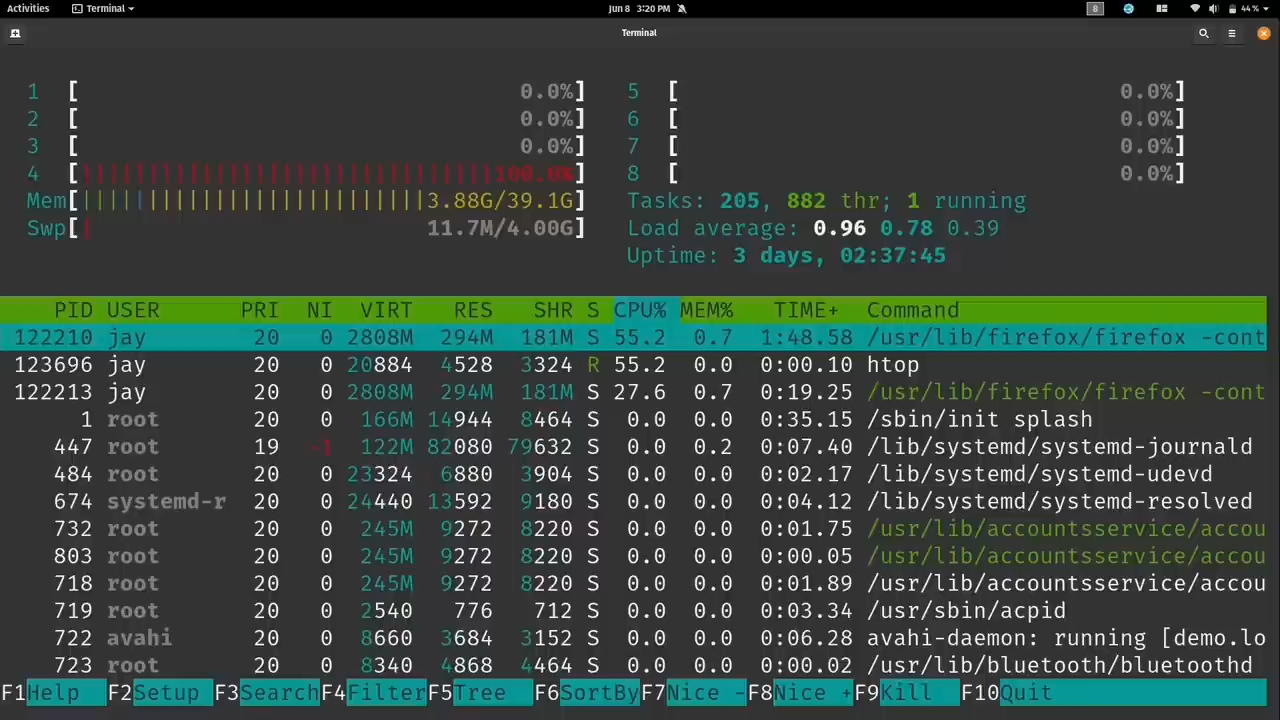 Activities Terminal Jun 8 3:20 PM 8 44 %
Terminal
1 [ 0.0%] 5 [ 0.0%]
2 [ 0.0%] 6 [ 0.0%]
3 [ 0.0%] 7 [ 0.0%]
4 [||||||||||||||||||||||||||||||||100.0%] 8 [ 0.0%]
Mem[||||||||||||||||||||||||||3.88G/39.1G] Tasks: 205, 882 thr; 1 running
Swp[| 11.7M/4.00G] Load average: 0.96 0.78 0.39
Uptime: 3 days, 02:37:45
PID USER PRI NI VIRT RES SHR S CPU% MEM% TIME+ Command
122210 jay 20 0 2808M 294M 181M S 55.2 0.7 1:48.58 /usr/lib/firefox/firefox -cont
123696 jay 20 0 20884 4528 3324 R 55.2 0.0 0:00.10 htop
122213 jay 20 0 2808M 294M 181M S 27.6 0.7 0:19.25 /usr/lib/firefox/firefox -cont
1 root 20 0 166M 14944 8464 S 0.0 0.0 0:35.15 /sbin/init splash
447 root 19 -1 122M 82080 79632 S 0.0 0.2 0:07.40 /lib/systemd/systemd-journald
484 root 20 0 23324 6880 3904 S 0.0 0.0 0:02.17 /lib/systemd/systemd-udevd
674 systemd-r 20 0 24440 13592 9180 S 0.0 0.0 0:04.12 /lib/systemd/systemd-resolved
732 root 20 0 245M 9272 8220 S 0.0 0.0 0:01.75 /usr/lib/accountsservice/accou
803 root 20 0 245M 9272 8220 S 0.0 0.0 0:00.05 /usr/lib/accountsservice/accou
718 root 20 0 245M 9272 8220 S 0.0 0.0 0:01.89 /usr/lib/accountsservice/accou
719 root 20 0 2540 776 712 S 0.0 0.0 0:03.34 /usr/sbin/acpid
722 avahi 20 0 8660 3684 3152 S 0.0 0.0 0:06.28 avahi-daemon: running [demo.lo
723 root 20 0 8340 4868 4464 S 0.0 0.0 0:00.02 /usr/lib/bluetooth/bluetoothd
F1Help F2Setup F3SearchF4FilterF5Tree F6SortByF7Nice -F8Nice +F9Kill F10Quit